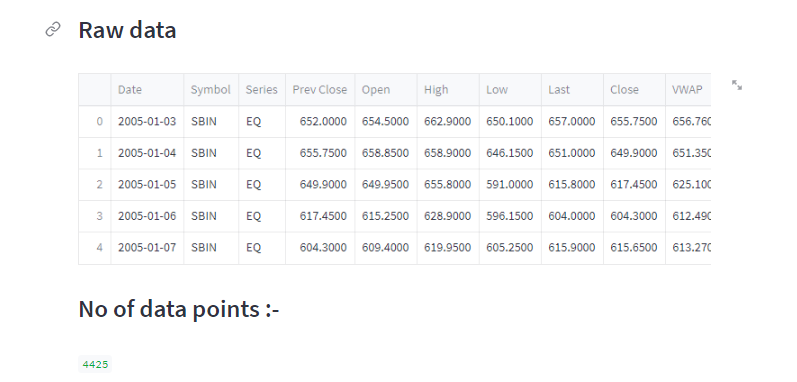 Raw data
Date Symbol Series Prev Close Open High Low Last Close VWAP
0 2005-01-03 SBIN EQ 652.0000 654.5000 662.9000 650.1000 657.0000 655.7500 656.760
1 2005-01-04 SBIN EQ 655.7500 658.8500 658.9000 646.1500 651.0000 649.9000 651.350
2 2005-01-05 SBIN EQ 649.9000 649.9500 655.8000 591.0000 615.8000 617.4500 625.100
3 2005-01-06 SBIN EQ 617.4500 615.2500 628.9000 596.1500 604.0000 604.3000 612.490
4 2005-01-07 SBIN EQ 604.3000 609.4000 619.9500 605.2500 615.9000 615.6500 613.270
No of data points :-
4425